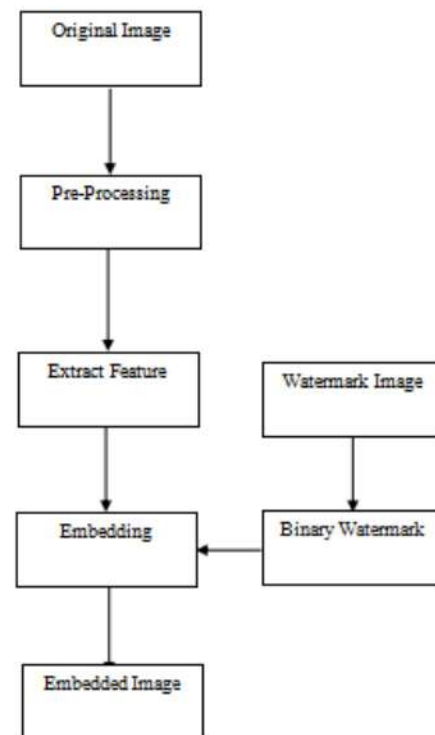 Original Image
Pre-Processing
Extract Feature
Watermark Image
Embedding
Binary Watermark
Embedded Image